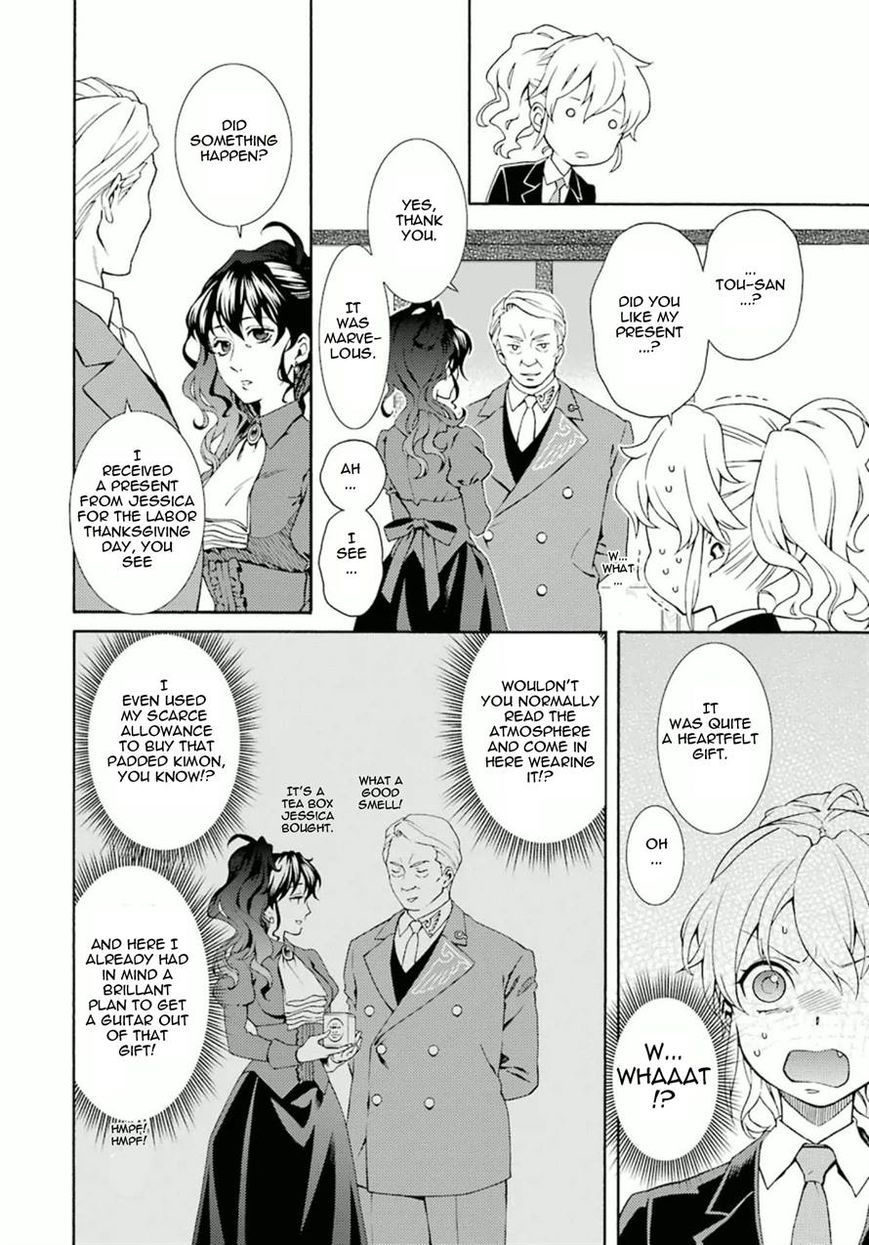 ...
TOU-SAN
...?
DID YOU
LIKE MY
PRESENT
...?
W...
WHAT
...
YES,
THANK
YOU.
IT
WAS
MARVE-
LOUS.
AH
...
I
SEE
...
DID
SOMETHING
HAPPEN?
I
RECEIVED
A PRESENT
FROM JESSICA
FOR THE LABOR
THANKSGIVING
DAY, YOU
SEE
IT
WAS QUITE
A HEARTFELT
GIFT.
OH
...
W...
WHAAAT
!?
WOULDN'T
YOU NORMALLY
READ THE
ATMOSPHERE
AND COME IN
HERE WEARING
IT!?
WHAT A
GOOD
SMELL!
IT'S A
TEA BOX
JESSICA
BOUGHT.
I
EVEN USED
MY SCARCE
ALLOWANCE
TO BUY THAT
PADDED KIMON,
YOU KNOW!?
AND HERE I
ALREADY HAD
IN MIND A
BRILLANT
PLAN TO GET
A GUITAR OUT
OF THAT
GIFT!
HMPF!
HMPF!